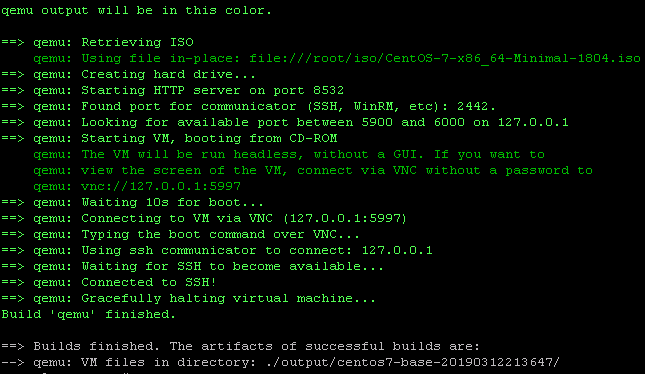 qemu output will be in this color.
==> qemu: Retrieving ISO
qemu: Using file in-place: file:///root/iso/CentOS-7-x86_64-Minimal-1804.iso
==> qemu: Creating hard drive...
==> qemu: Starting HTTP server on port 8532
==> qemu: Found port for communicator (SSH, WinRM, etc): 2442.
==> qemu: Looking for available port between 5900 and 6000 on 127.0.0.1
==> qemu: Starting VM, booting from CD-ROM
qemu: The VM will be run headless, without a GUI. If you want to
qemu: view the screen of the VM, connect via VNC without a password to
qemu: vnc://127.0.0.1:5997
==> qemu: Waiting 10s for boot...
==> qemu: Connecting to VM via VNC (127.0.0.1:5997)
==> qemu: Typing the boot command over VNC...
==> qemu: Using ssh communicator to connect: 127.0.0.1
==> qemu: Waiting for SSH to become available...
==> qemu: Connected to SSH!
==> qemu: Gracefully halting virtual machine...
Build 'qemu' finished.
==> Builds finished. The artifacts of successful builds are:
--> qemu: VM files in directory: ./output/centos7-base-20190312213647/